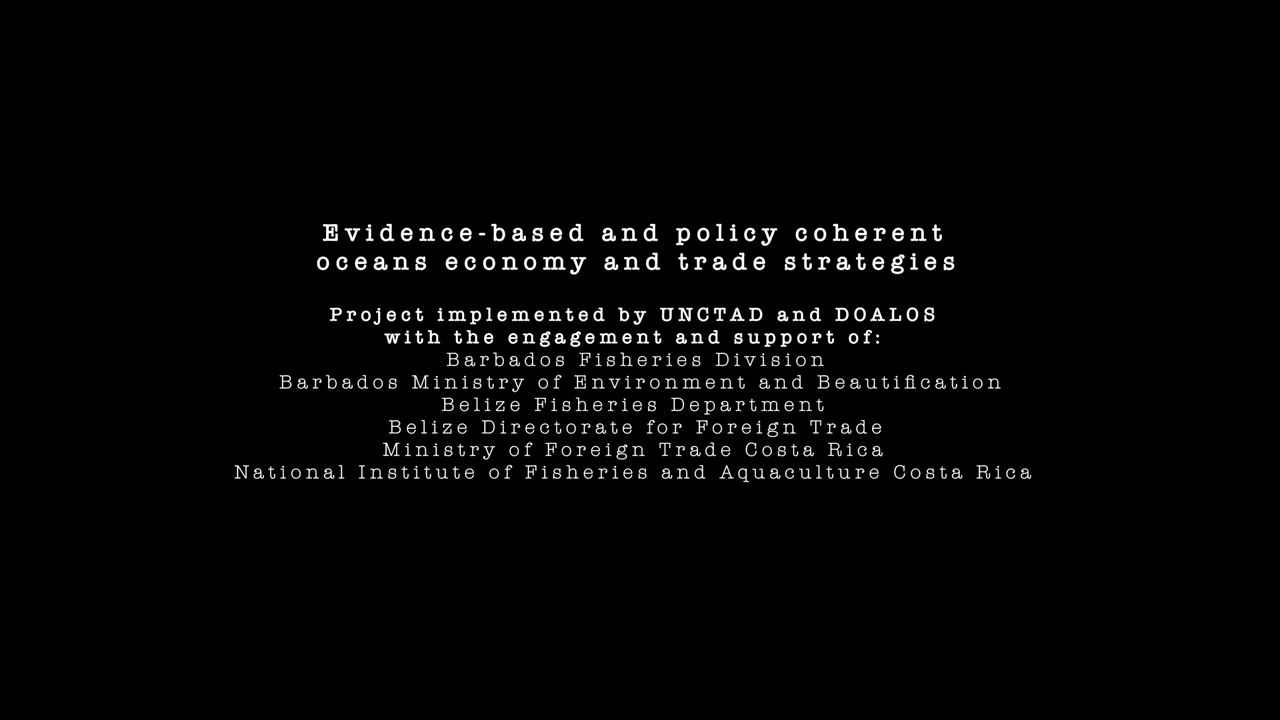 Evidence-based and policy coherent
oceans economy and trade strategies
Project implemented by UNCTAD and DOALOS
with the engagement and support of:
Barbados Fisheries Division
Barbados Ministry of Environment and Beautification
Belize Fisheries Department
Belize Directorate for Foreign Trade
Ministry of Foreign Trade Costa Rica
National Institute of Fisheries and Aquaculture Costa Rica